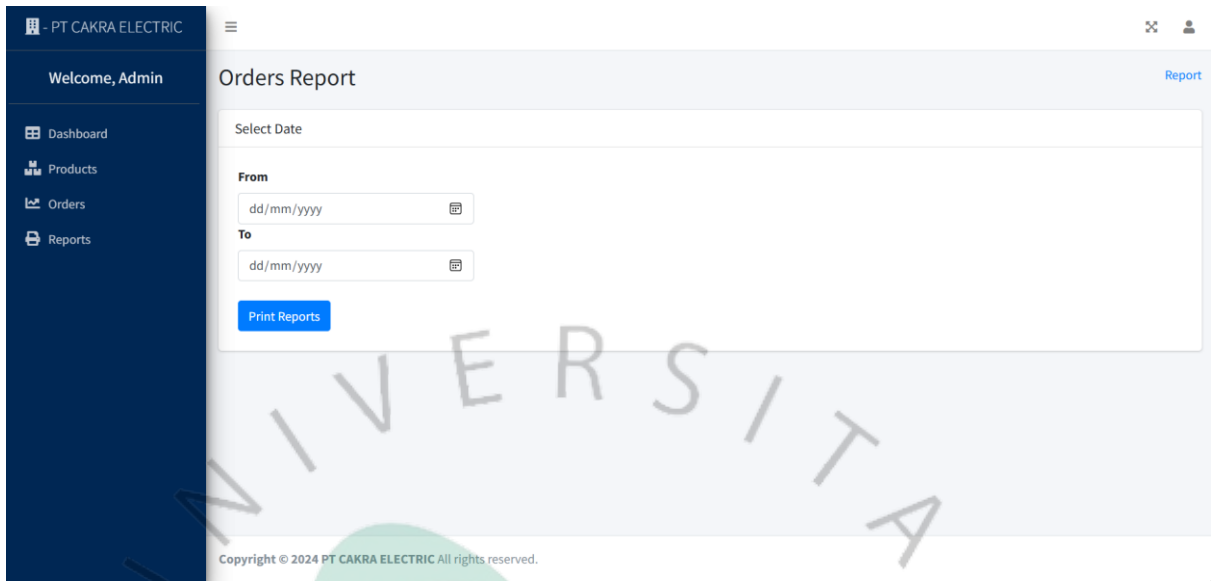 - PT CAKRA ELECTRIC
Welcome, Admin
Dashboard
Products
Orders
Reports
Orders Report
Report
Select Date
From
dd/mm/yyyy
To
dd/mm/yyyy
Print Reports
UNIVERSITA
Copyright © 2024 PT CAKRA ELECTRIC All rights reserved.